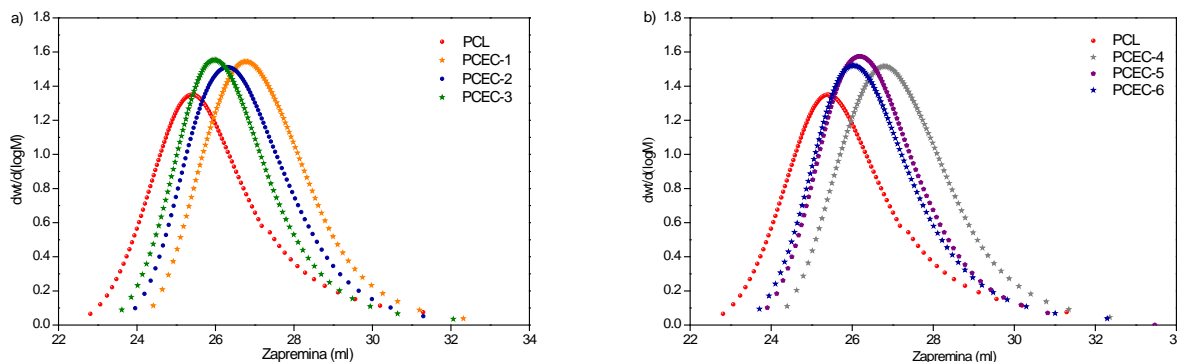 a)
1.8
1.6
1.4
1.2
1.0
0.8
0.6
0.4
0.2
0.0
dwt/d(logM)
22 24 26 28 30 32 34
Zapremina (ml)
PCL
PCEC-1
PCEC-2
PCEC-3
b)
1.8
1.6
1.4
1.2
1.0
0.8
0.6
0.4
0.2
0.0
dwt/d(logM)
22 24 26 28 30 32 34
Zapremina (ml)
PCL
PCEC-4
PCEC-5
PCEC-6